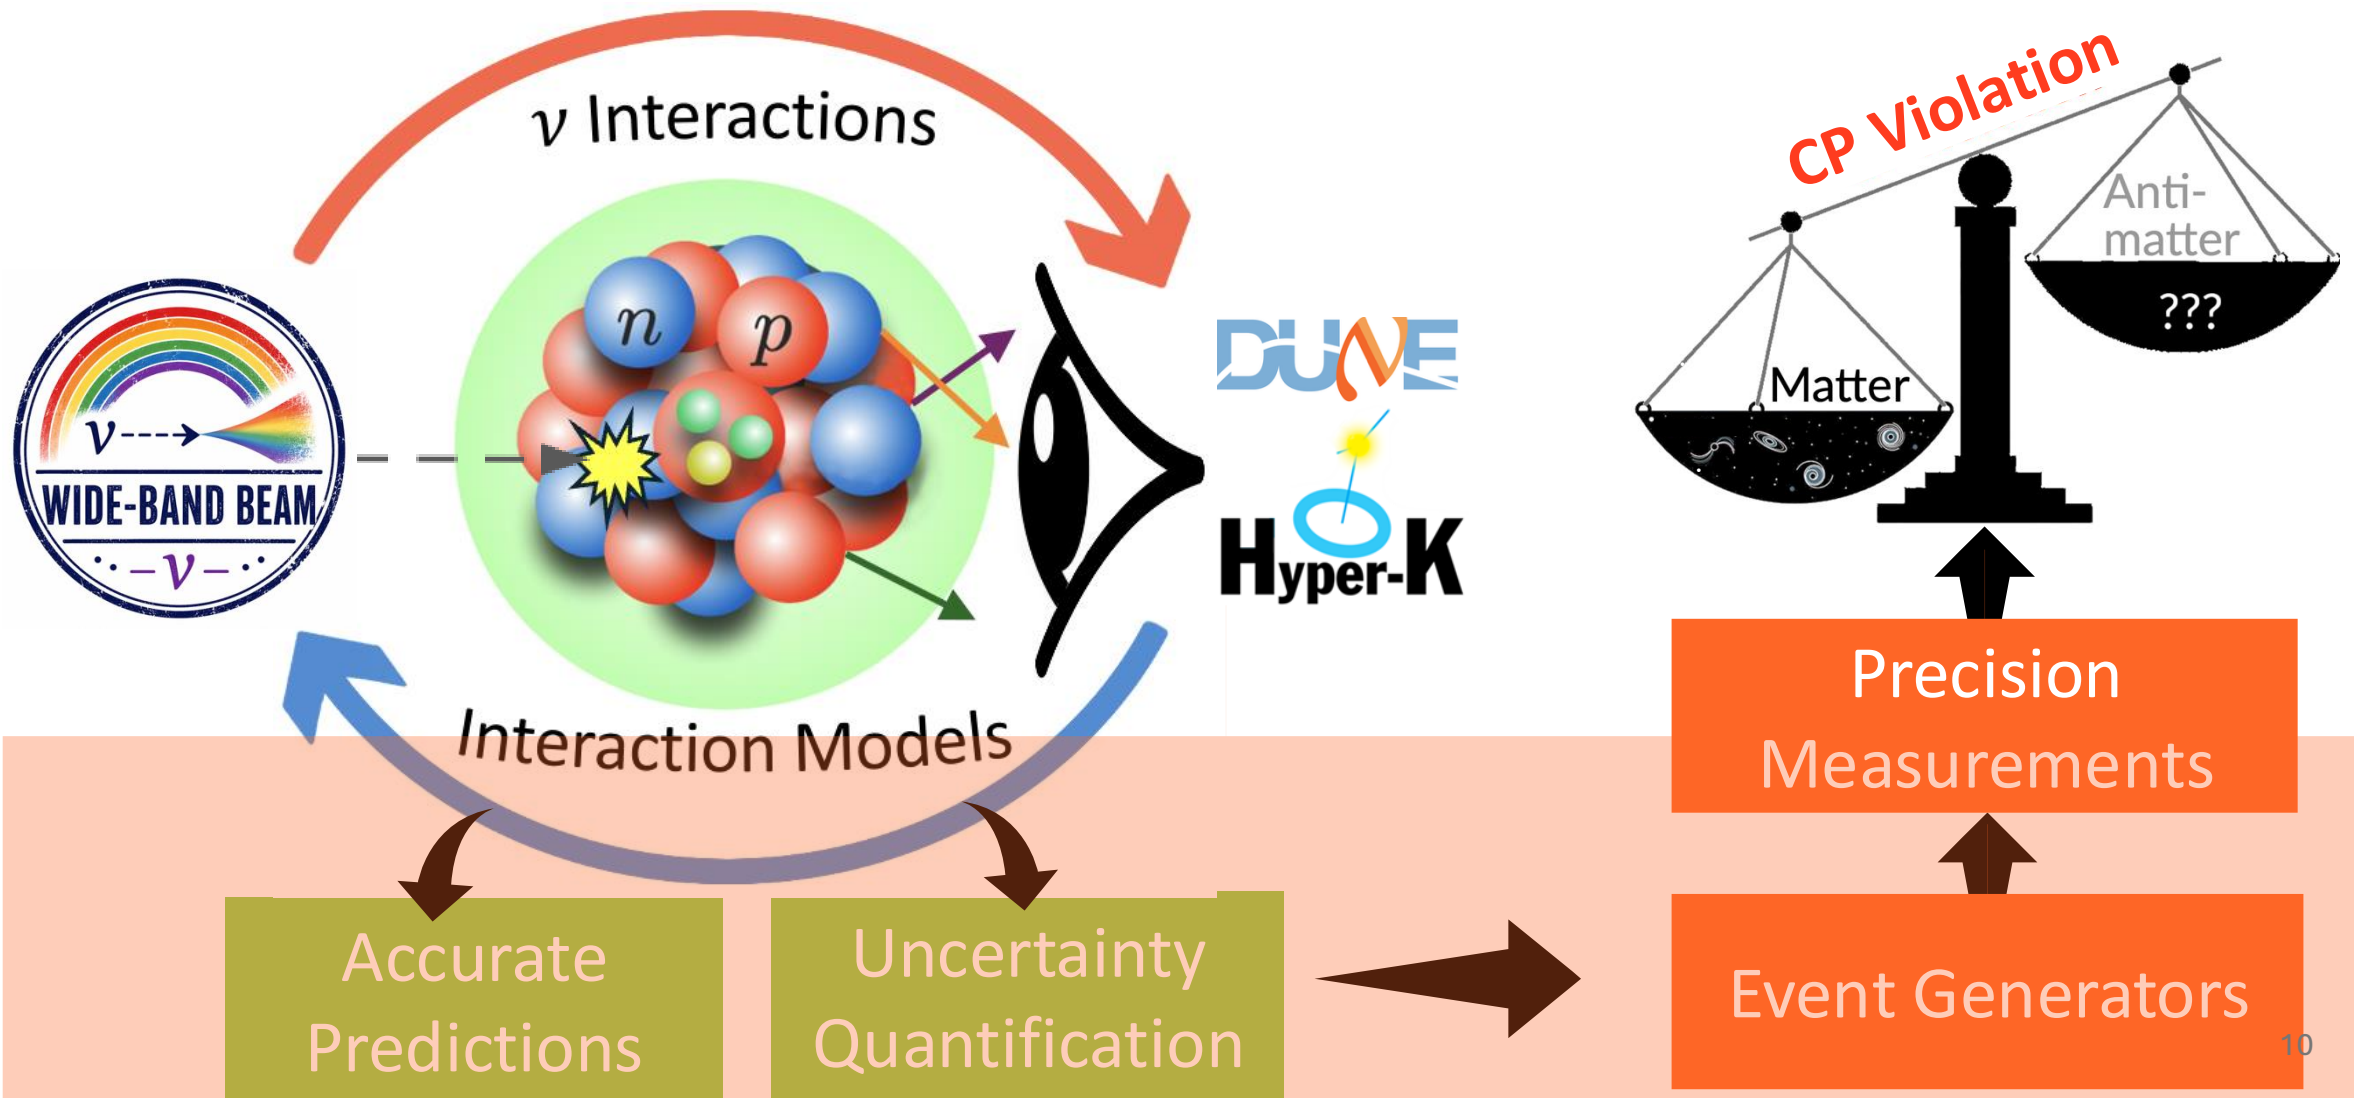 ν Interactions
n
p
ν
WIDE-BAND BEAM
ν
DUNE
Hyper-K
Interaction Models
CP Violation
Anti-
matter
???
Matter
Precision
Measurements
Accurate
Predictions
Uncertainty
Quantification
Event Generators
10